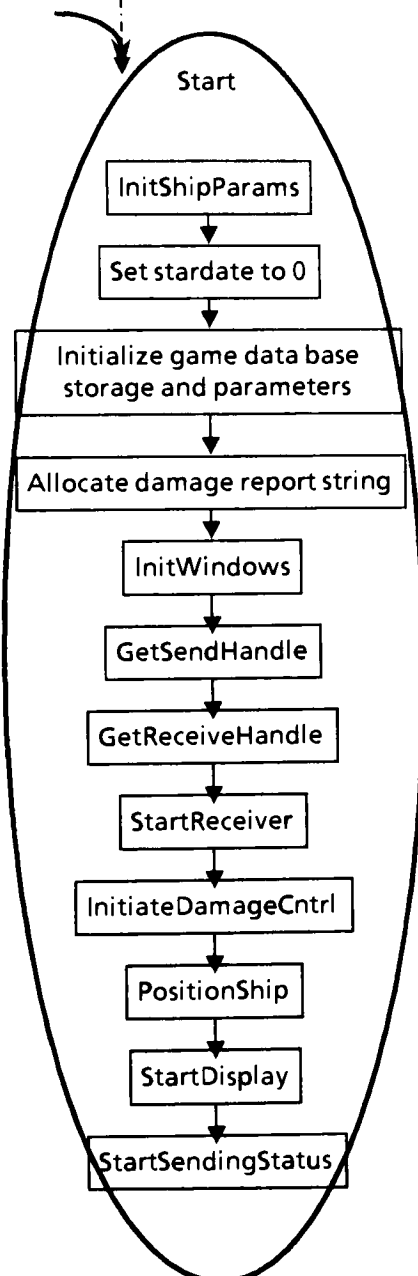 Start
InitShipParams
Set stardate to 0
Initialize game data base
storage and parameters
Allocate damage report string
InitWindows
GetSendHandle
GetReceiveHandle
StartReceiver
InitiateDamageCntrl
PositionShip
StartDisplay
StartSendingStatus